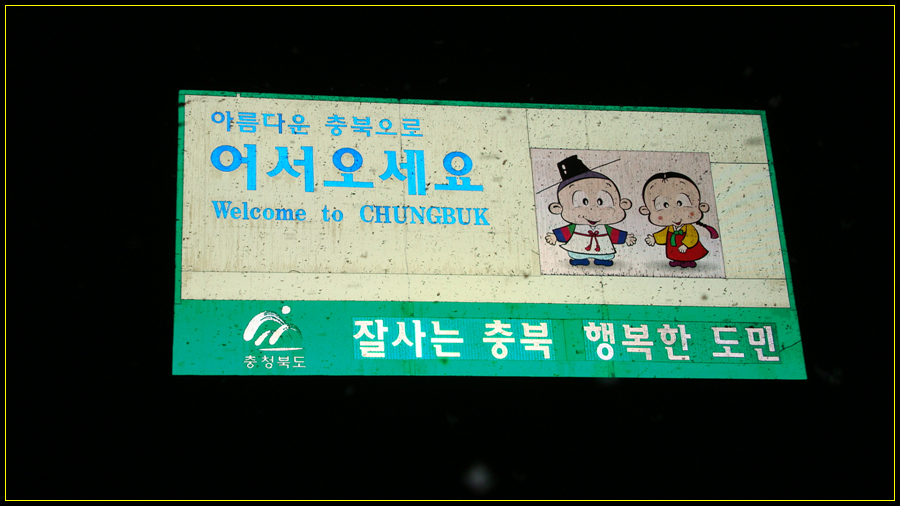 아름다운 충북으로
어서오세요
Welcome to CHUNGBUK
충청북도
잘사는 충북 행복한 도민